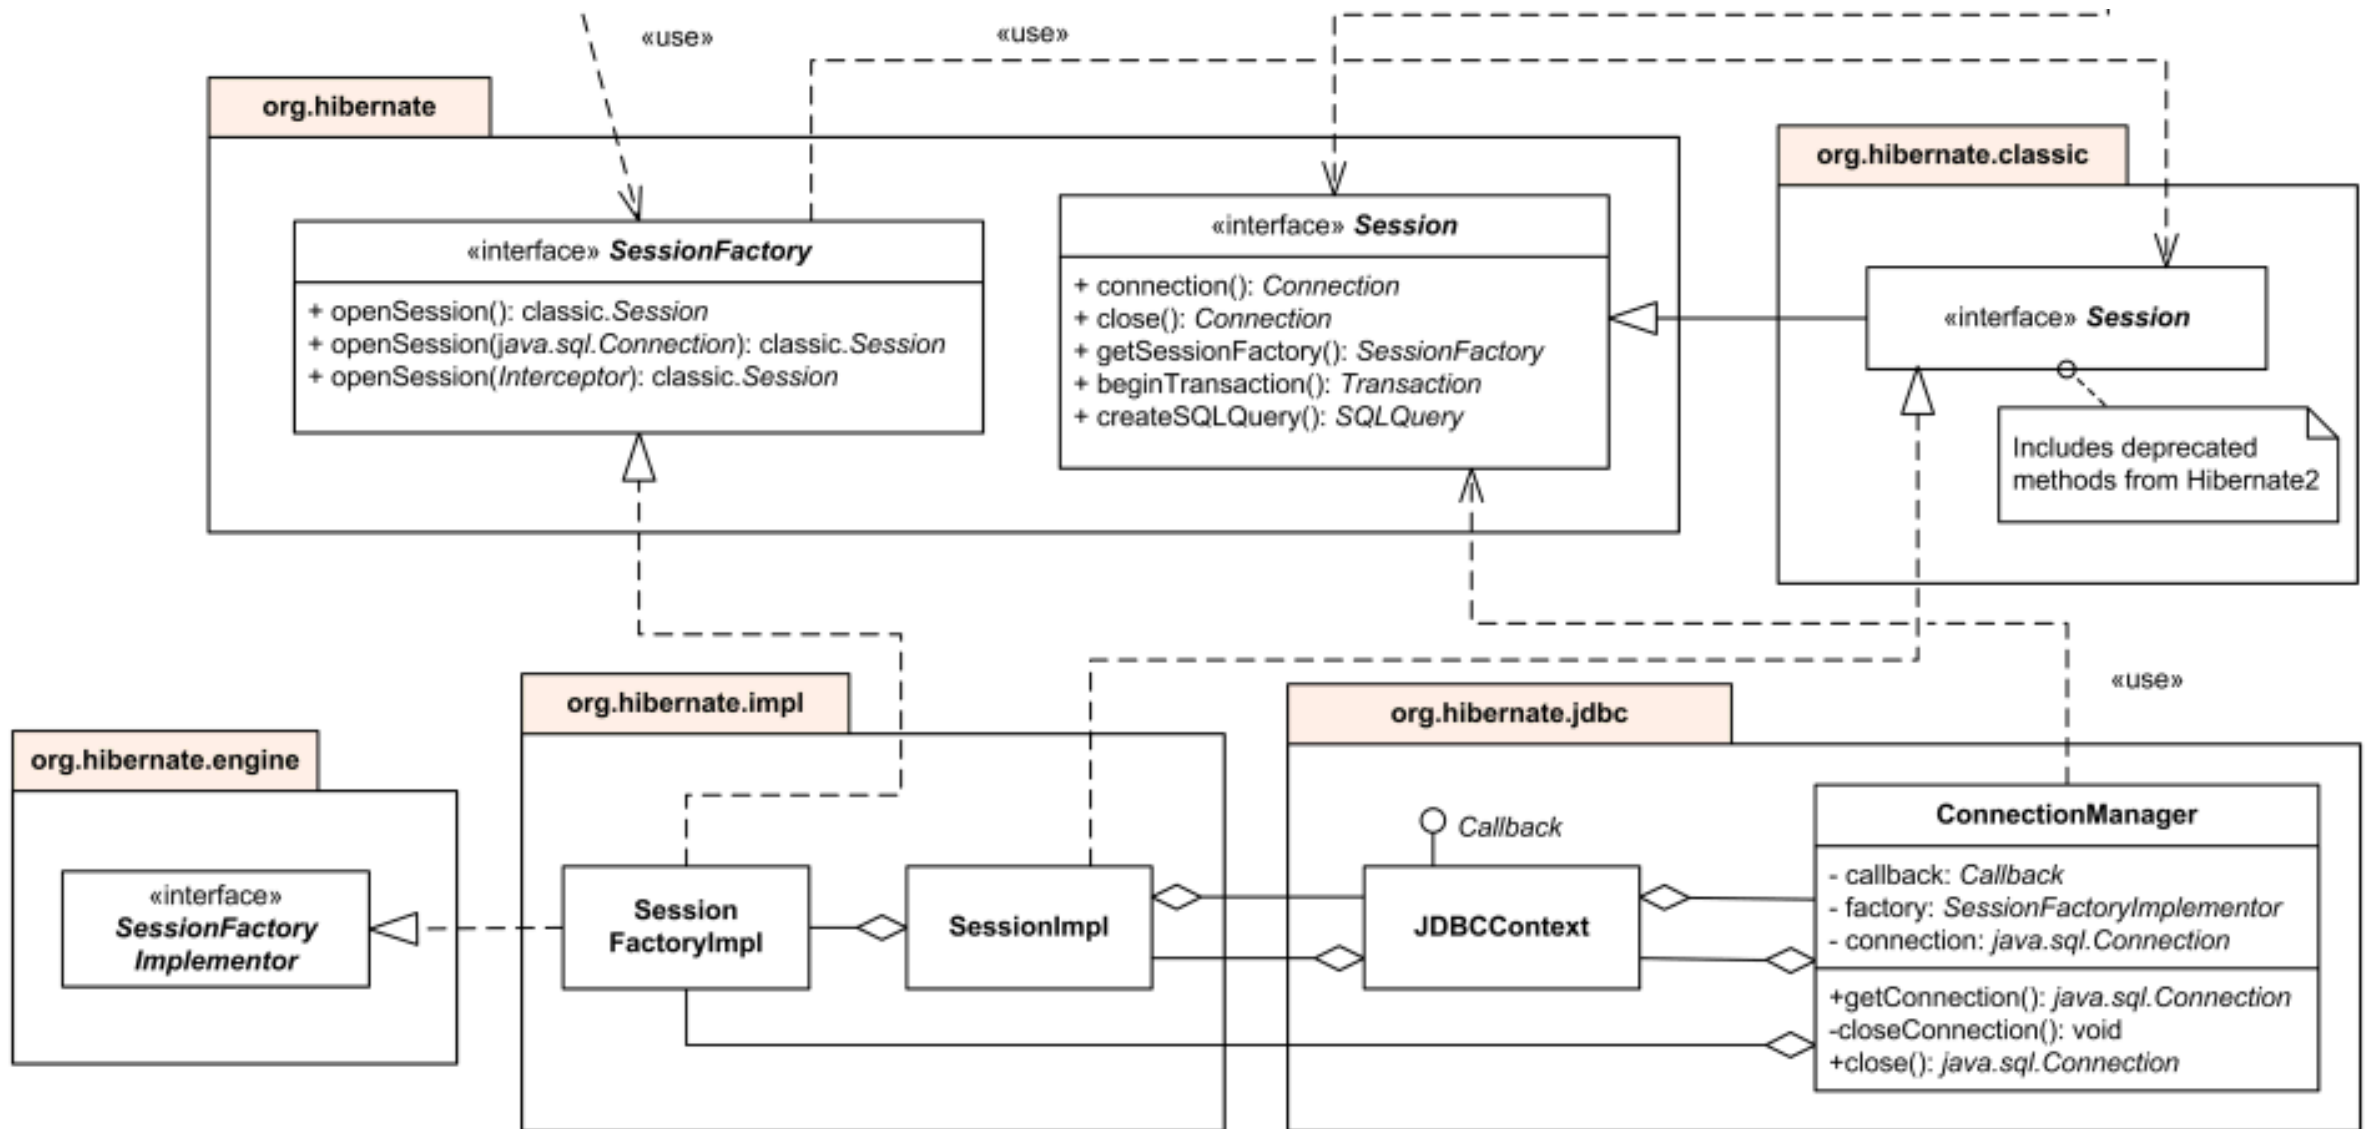 «use»
«use»
org.hibernate
org.hibernate.classic
«interface» SessionFactory
+ openSession(): classic.Session
+ openSession(java.sql.Connection): classic.Session
+ openSession(Interceptor): classic.Session
«interface» Session
+ connection(): Connection
+ close(): Connection
+ getSessionFactory(): SessionFactory
+ beginTransaction(): Transaction
+ createSQLQuery(): SQLQuery
«interface» Session
Includes deprecated
methods from Hibernate2
«use»
org.hibernate.engine
«interface»
SessionFactory
Implementor
org.hibernate.impl
Session
FactoryImpl
SessionImpl
org.hibernate.jdbc
Callback
JDBCContext
ConnectionManager
- callback: Callback
- factory: SessionFactoryImplementor
- connection: java.sql.Connection
+getConnection(): java.sql.Connection
-closeConnection(): void
+close(): java.sql.Connection